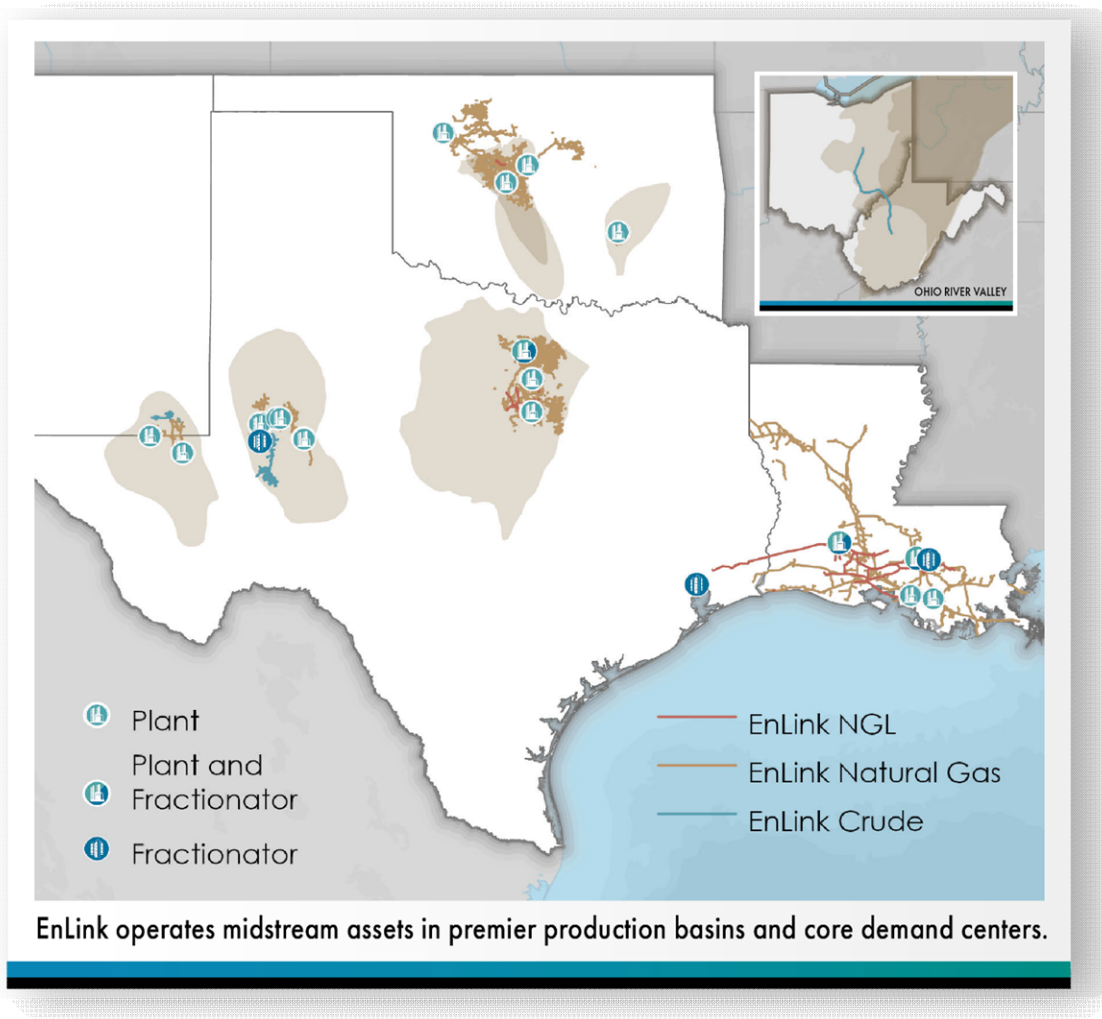 OHIO RIVER VALLEY
Plant
Plant and
Fractionator
Fractionator
EnLink NGL
EnLink Natural Gas
EnLink Crude
EnLink operates midstream assets in premier production basins and core demand centers.